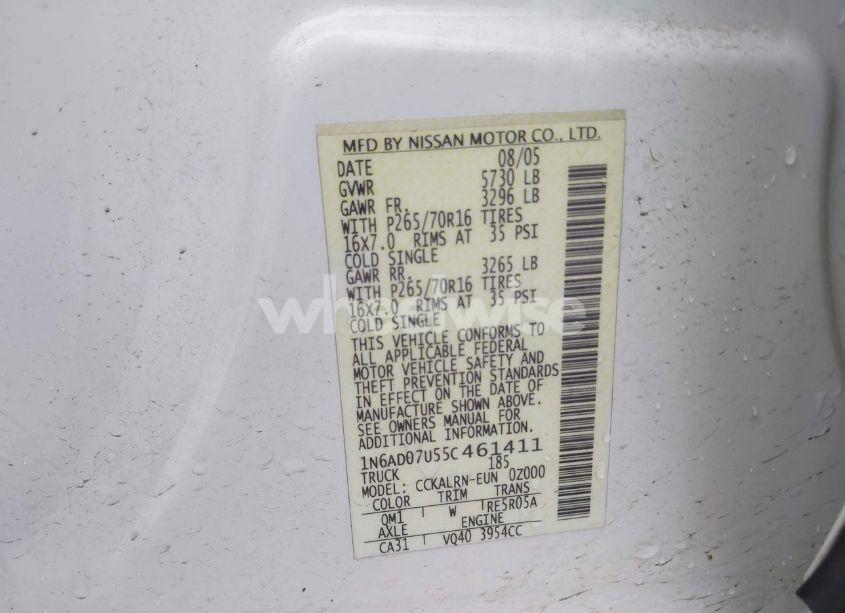 MFD BY NISSAN MOTOR CO., LTD.
DATE 08/05
GVWR 5730 LB
GAWR FR. 3296 LB
WITH P265/70R16 TIRES
16X7.0 RIMS AT 35 PSI
COLD SINGLE
GAWR RR. 3265 LB
WITH P265/70R16 TIRES
16X7.0 RIMS AT 35 PSI
COLD SINGLE
THIS VEHICLE CONFORMS TO
ALL APPLICABLE FEDERAL
MOTOR VEHICLE SAFETY AND
THEFT PREVENTION STANDARDS
IN EFFECT ON THE DATE OF
MANUFACTURE SHOWN ABOVE.
SEE OWNERS MANUAL FOR
ADDITIONAL INFORMATION.
1N6AD07U55C461411
TRUCK 185
MODEL: CCKALRN-EUN 0Z000
COLOR TRIM TRANS
QM1 W RE5R05A
AXLE ENGINE
CA31 VQ40 3954CC
wheelwise